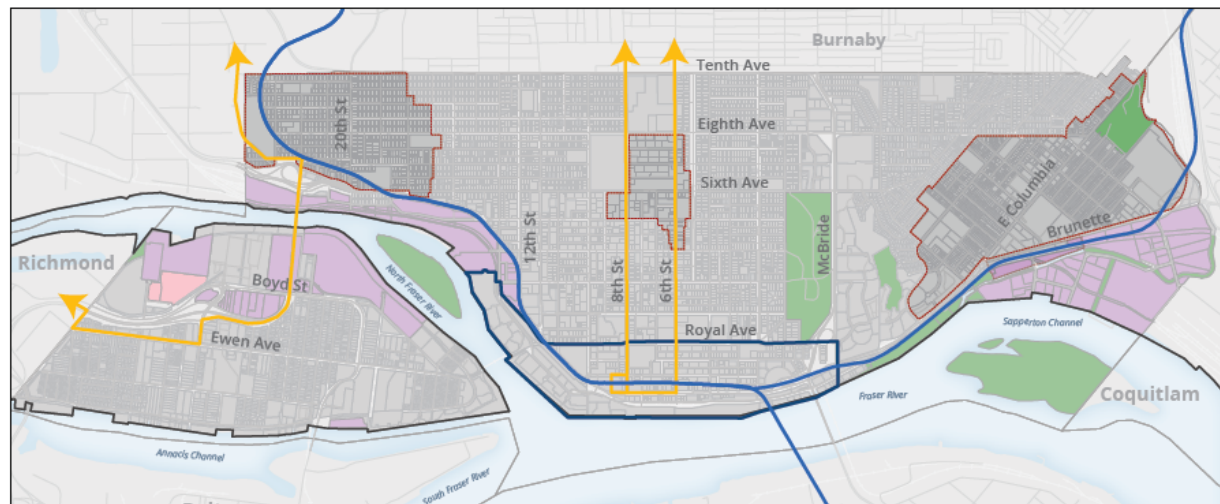 Burnaby
Tenth Ave
Eighth Ave
20th St
Sixth Ave
E Columbia
12th St
Brunette
McBride
Richmond
Boyd St
North Fraser River
8th St
6th St
Royal Ave
Sapperton Channel
Ewen Ave
Fraser River
Coquitlam
Annacis Channel
South Fraser River